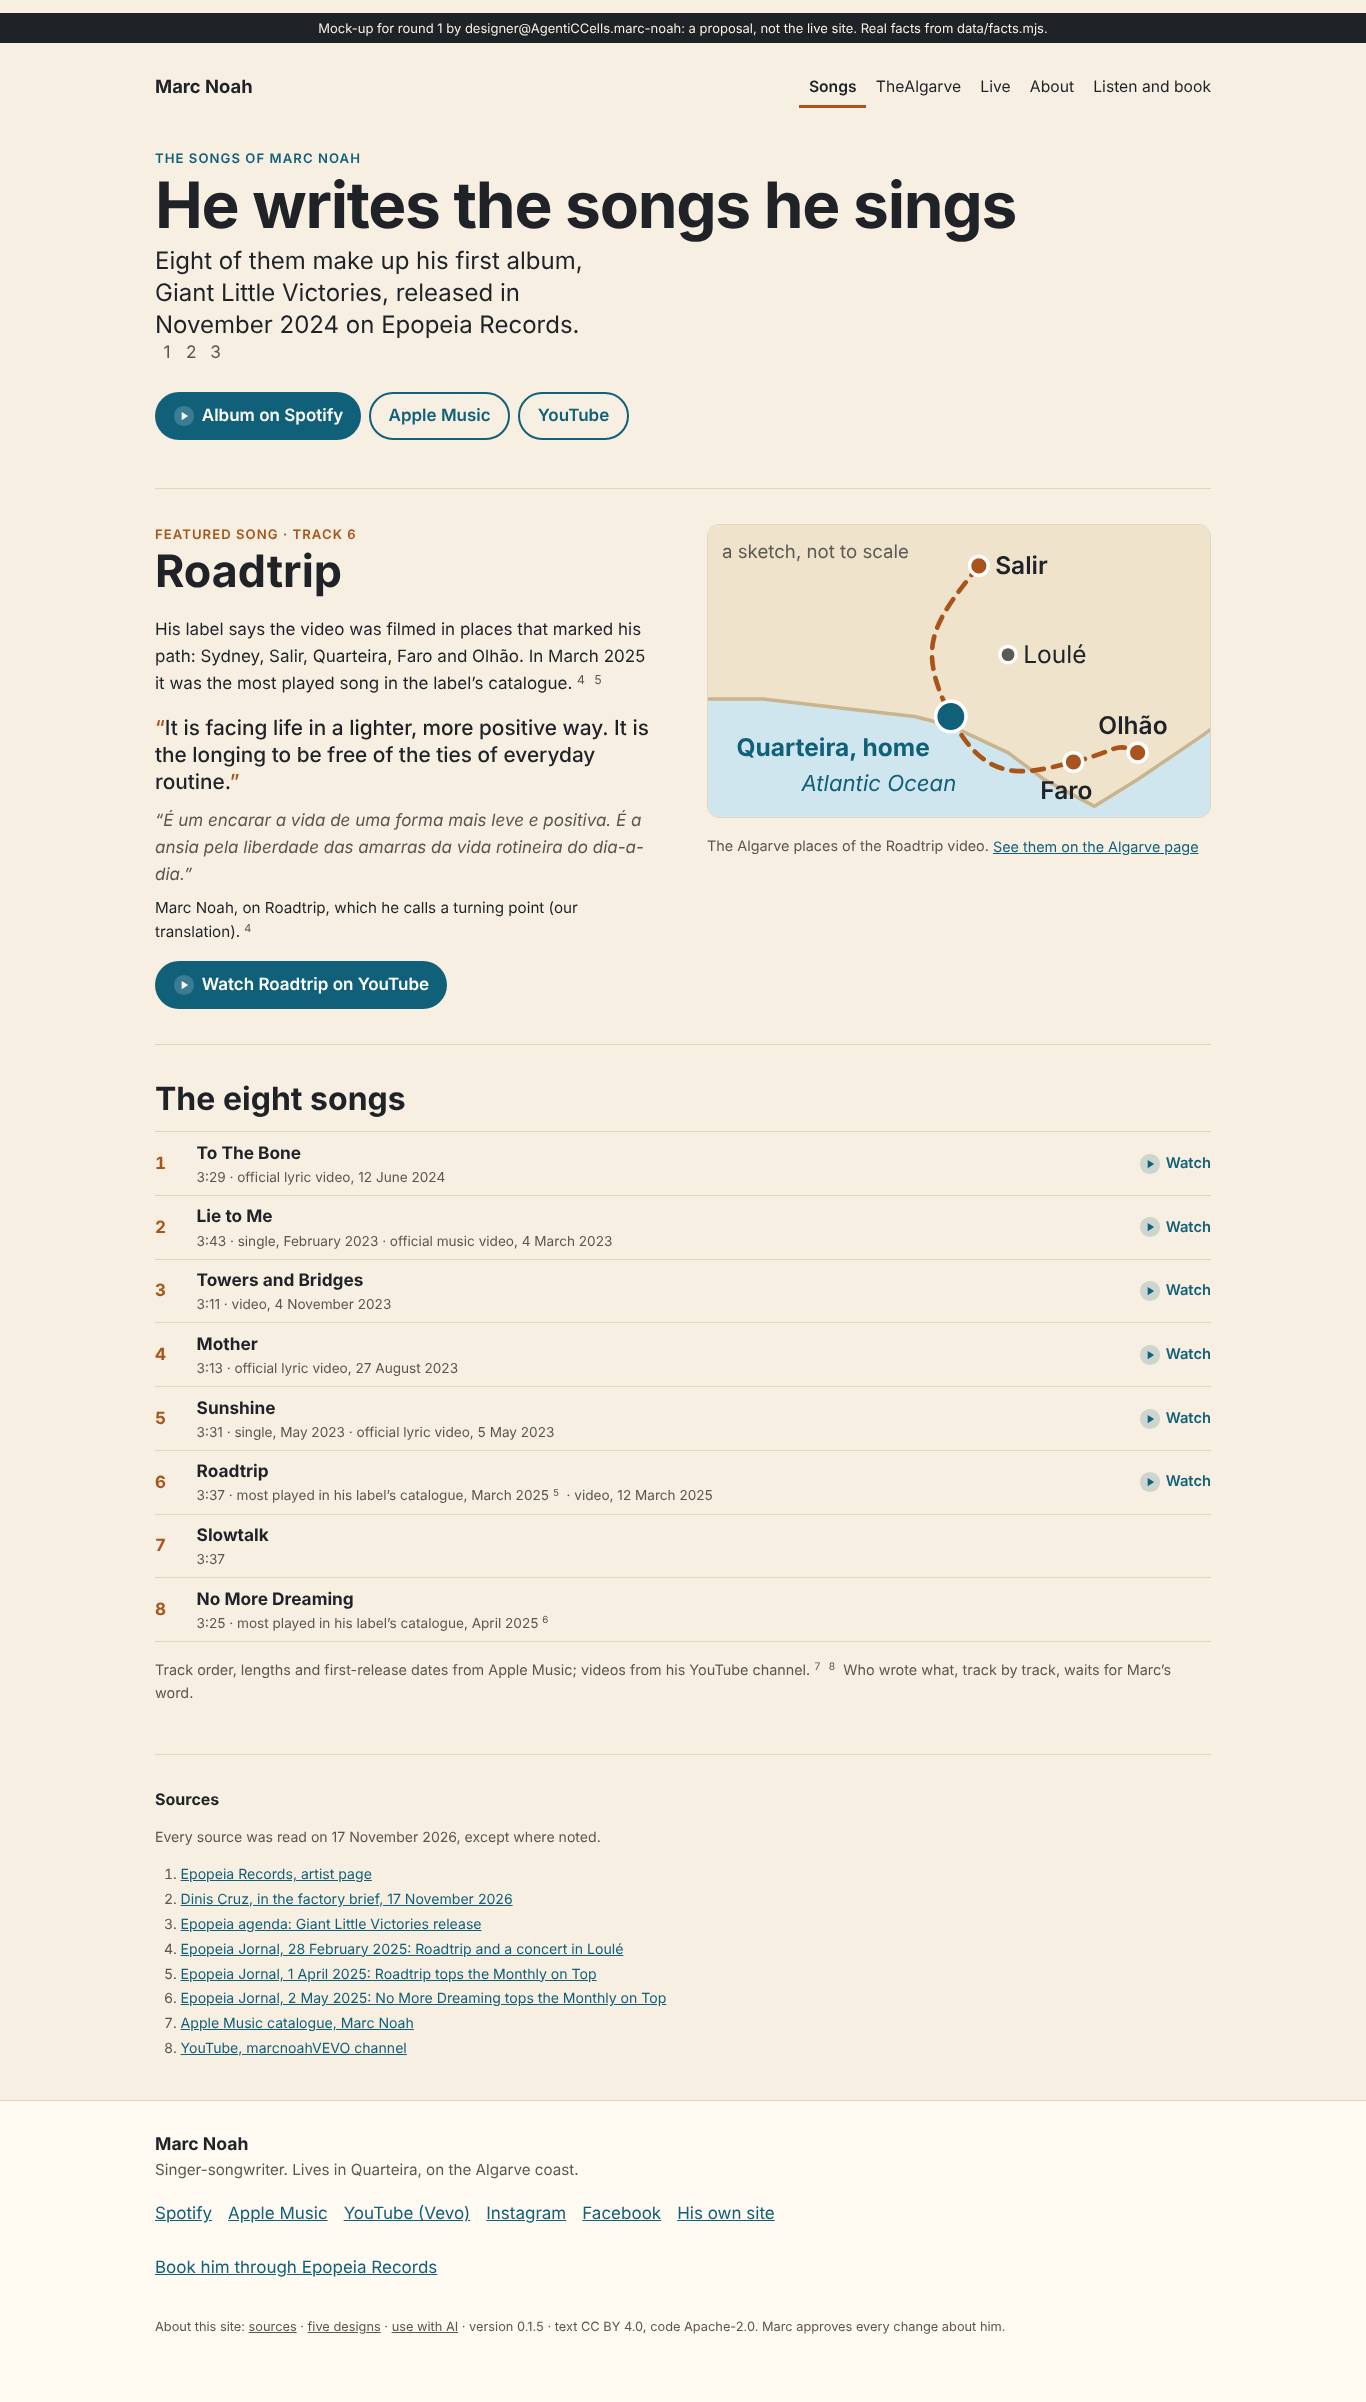 Mock-up for round 1 by designer@AgentiCCells.marc-noah: a proposal, not the live site. Real facts from data/facts.mjs.
Marc Noah
Songs TheAlgarve Live About Listen and book
THE SONGS OF MARC NOAH
He writes the songs he sings
Eight of them make up his first album,
Giant Little Victories, released in
November 2024 on Epopeia Records.
1 2 3
Album on Spotify Apple Music YouTube
FEATURED SONG · TRACK 6
Roadtrip
His label says the video was filmed in places that marked his
path: Sydney, Salir, Quarteira, Faro and Olhão. In March 2025
it was the most played song in the label’s catalogue. 4 5
“It is facing life in a lighter, more positive way. It is
the longing to be free of the ties of everyday
routine.”
“É um encarar a vida de uma forma mais leve e positiva. É a
ansia pela liberdade das amarras da vida rotineira do dia-a-
dia.”
Marc Noah, on Roadtrip, which he calls a turning point (our
translation). 4
Watch Roadtrip on YouTube
a sketch, not to scale
Salir
Loulé
Olhão
Quarteira, home
Atlantic Ocean
Faro
The Algarve places of the Roadtrip video. See them on the Algarve page
The eight songs
1 To The Bone
3:29 · official lyric video, 12 June 2024
Watch
2 Lie to Me
3:43 · single, February 2023 · official music video, 4 March 2023
Watch
3 Towers and Bridges
3:11 · video, 4 November 2023
Watch
4 Mother
3:13 · official lyric video, 27 August 2023
Watch
5 Sunshine
3:31 · single, May 2023 · official lyric video, 5 May 2023
Watch
6 Roadtrip
3:37 · most played in his label’s catalogue, March 2025 5 · video, 12 March 2025
Watch
7 Slowtalk
3:37
8 No More Dreaming
3:25 · most played in his label’s catalogue, April 2025 6
Track order, lengths and first-release dates from Apple Music; videos from his YouTube channel. 7 8 Who wrote what, track by track, waits for Marc’s
word.
Sources
Every source was read on 17 November 2026, except where noted.
1. Epopeia Records, artist page
2. Dinis Cruz, in the factory brief, 17 November 2026
3. Epopeia agenda: Giant Little Victories release
4. Epopeia Jornal, 28 February 2025: Roadtrip and a concert in Loulé
5. Epopeia Jornal, 1 April 2025: Roadtrip tops the Monthly on Top
6. Epopeia Jornal, 2 May 2025: No More Dreaming tops the Monthly on Top
7. Apple Music catalogue, Marc Noah
8. YouTube, marcnoahVEVO channel
Marc Noah
Singer-songwriter. Lives in Quarteira, on the Algarve coast.
Spotify Apple Music YouTube (Vevo) Instagram Facebook His own site
Book him through Epopeia Records
About this site: sources · five designs · use with AI · version 0.1.5 · text CC BY 4.0, code Apache-2.0. Marc approves every change about him.